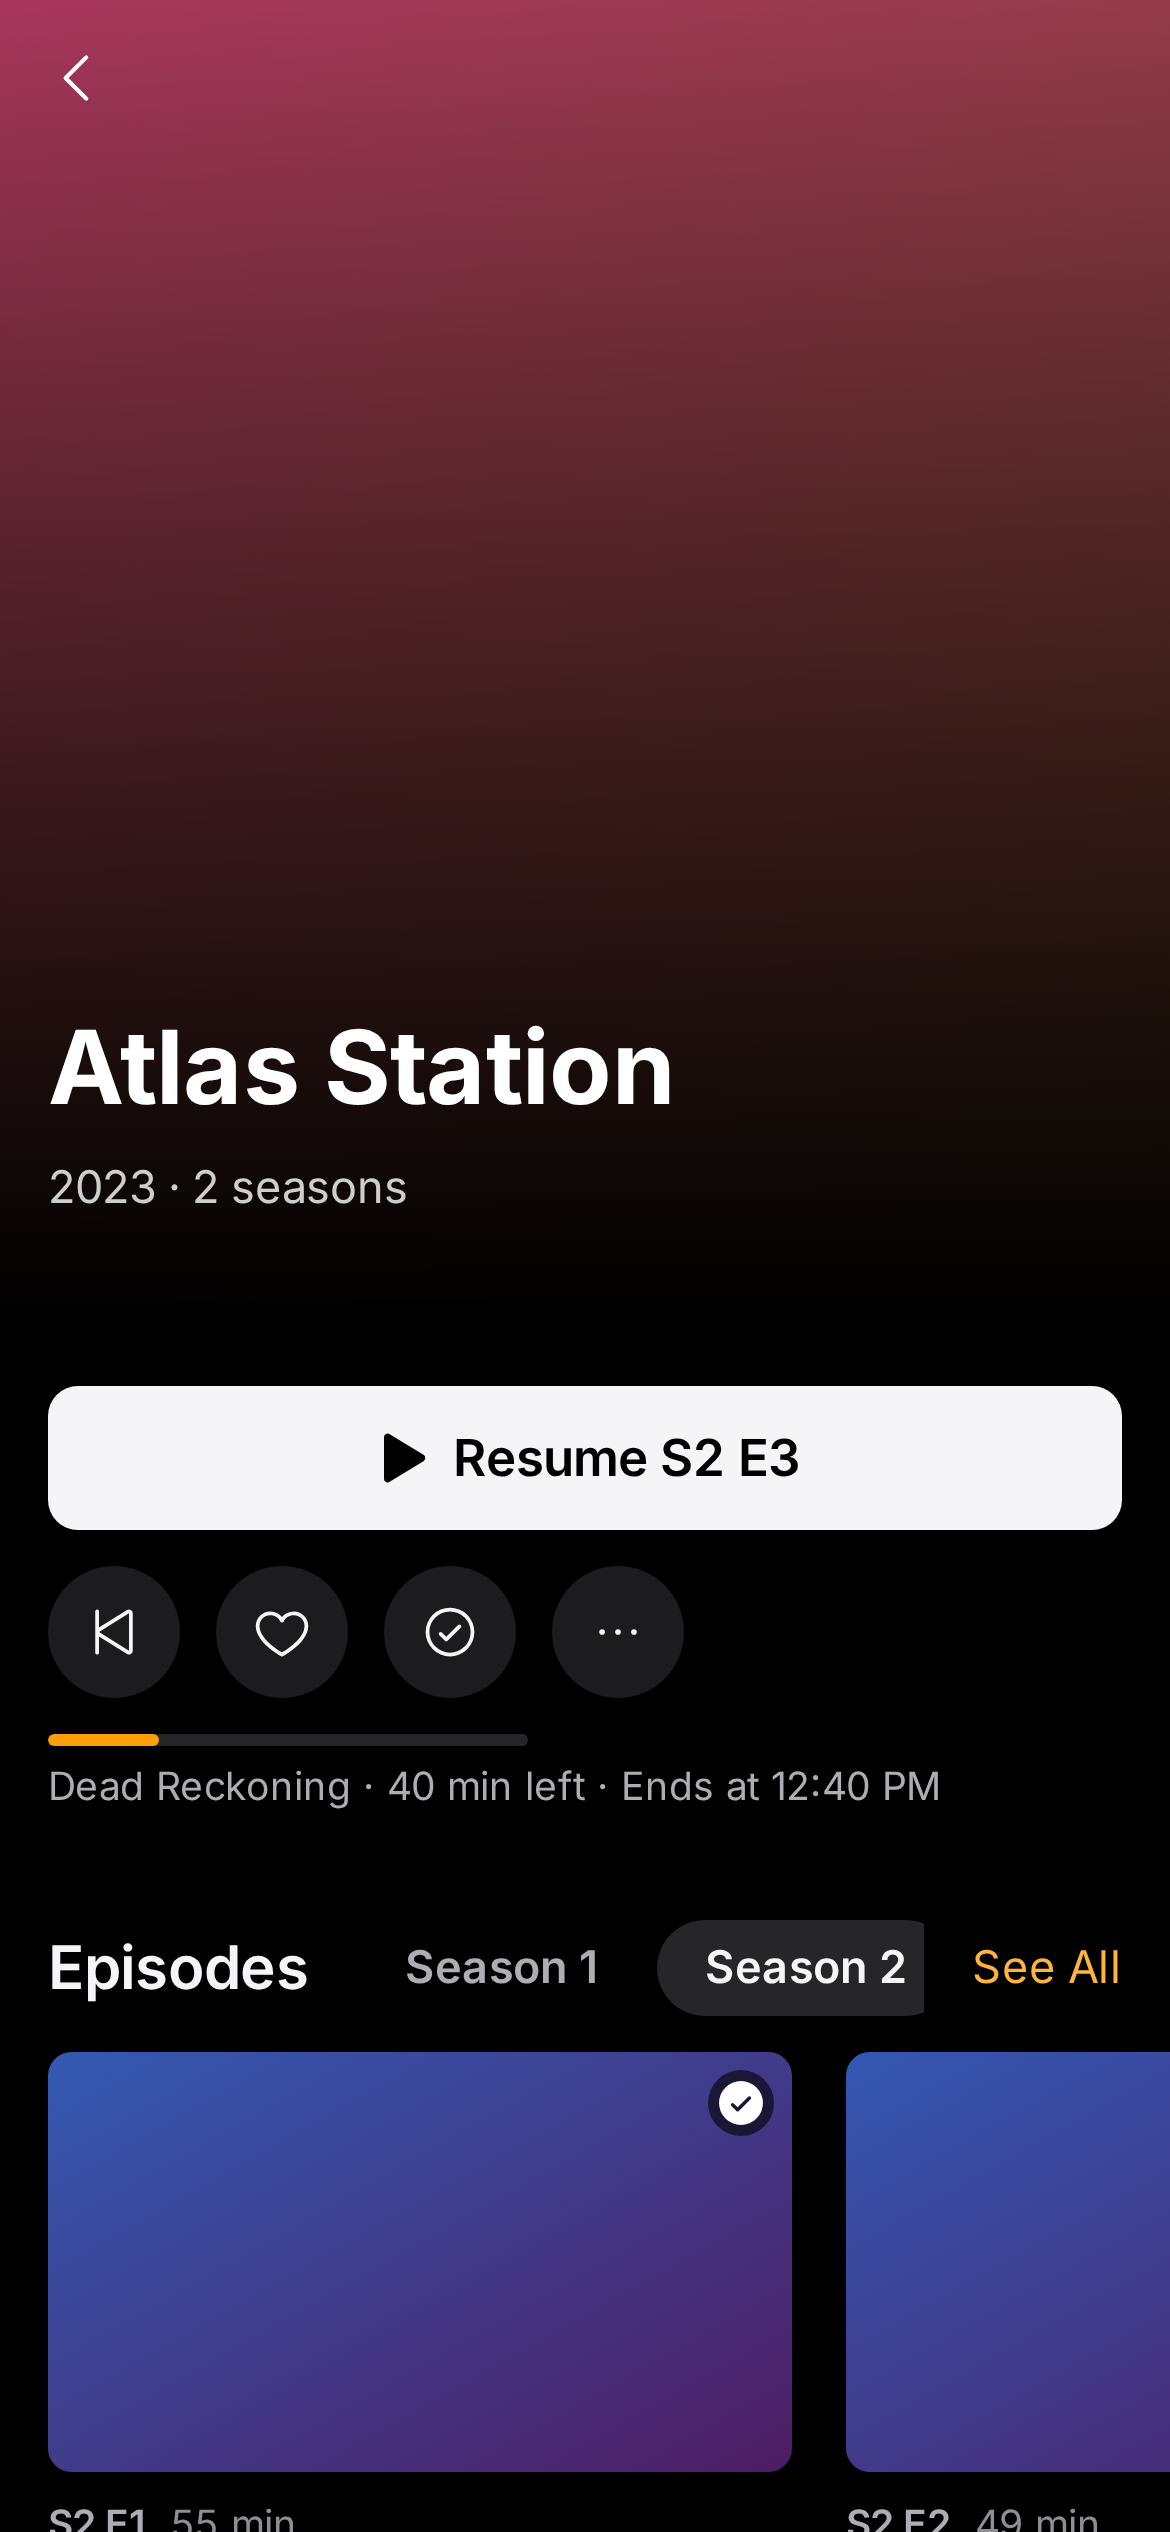 Atlas Station
2023 · 2 seasons
Resume S2 E3
Dead Reckoning · 40 min left · Ends at 12:40 PM
Episodes Season 1 Season 2 See All
S2 E1 55 min S2 E2 49 min